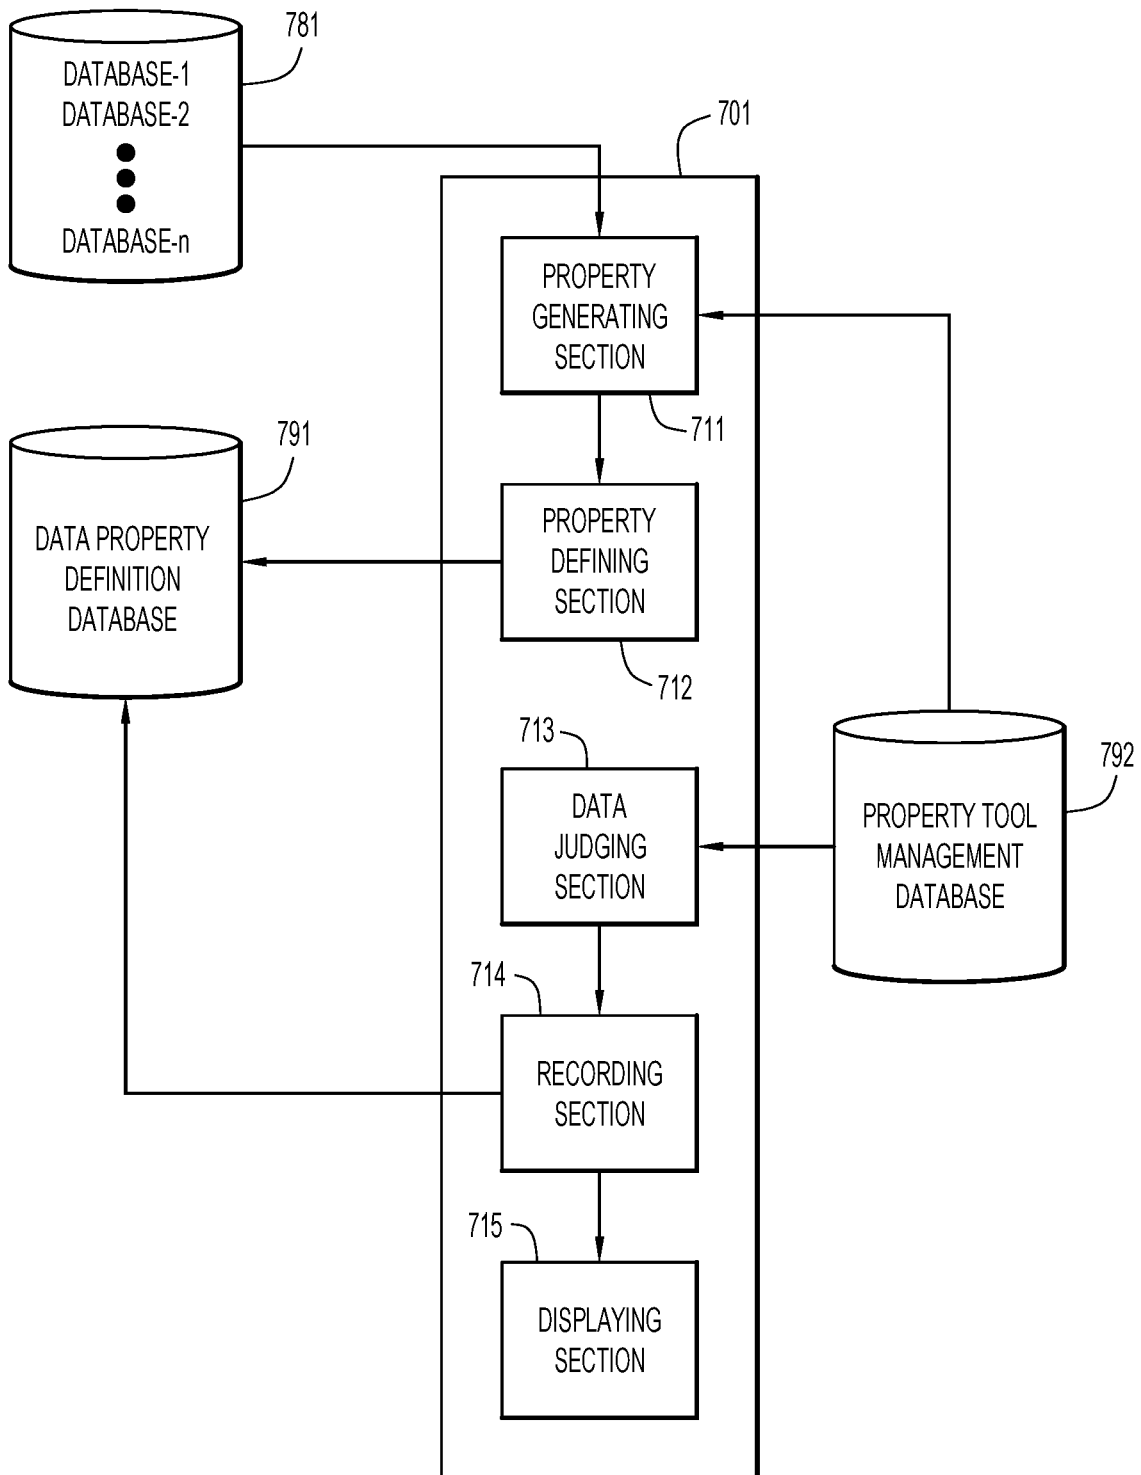 781
DATABASE-1
DATABASE-2
DATABASE-n
701
PROPERTY
GENERATING
SECTION
711
791
DATA PROPERTY
DEFINITION
DATABASE
PROPERTY
DEFINING
SECTION
712
713
DATA
JUDGING
SECTION
792
PROPERTY TOOL
MANAGEMENT
DATABASE
714
RECORDING
SECTION
715
DISPLAYING
SECTION